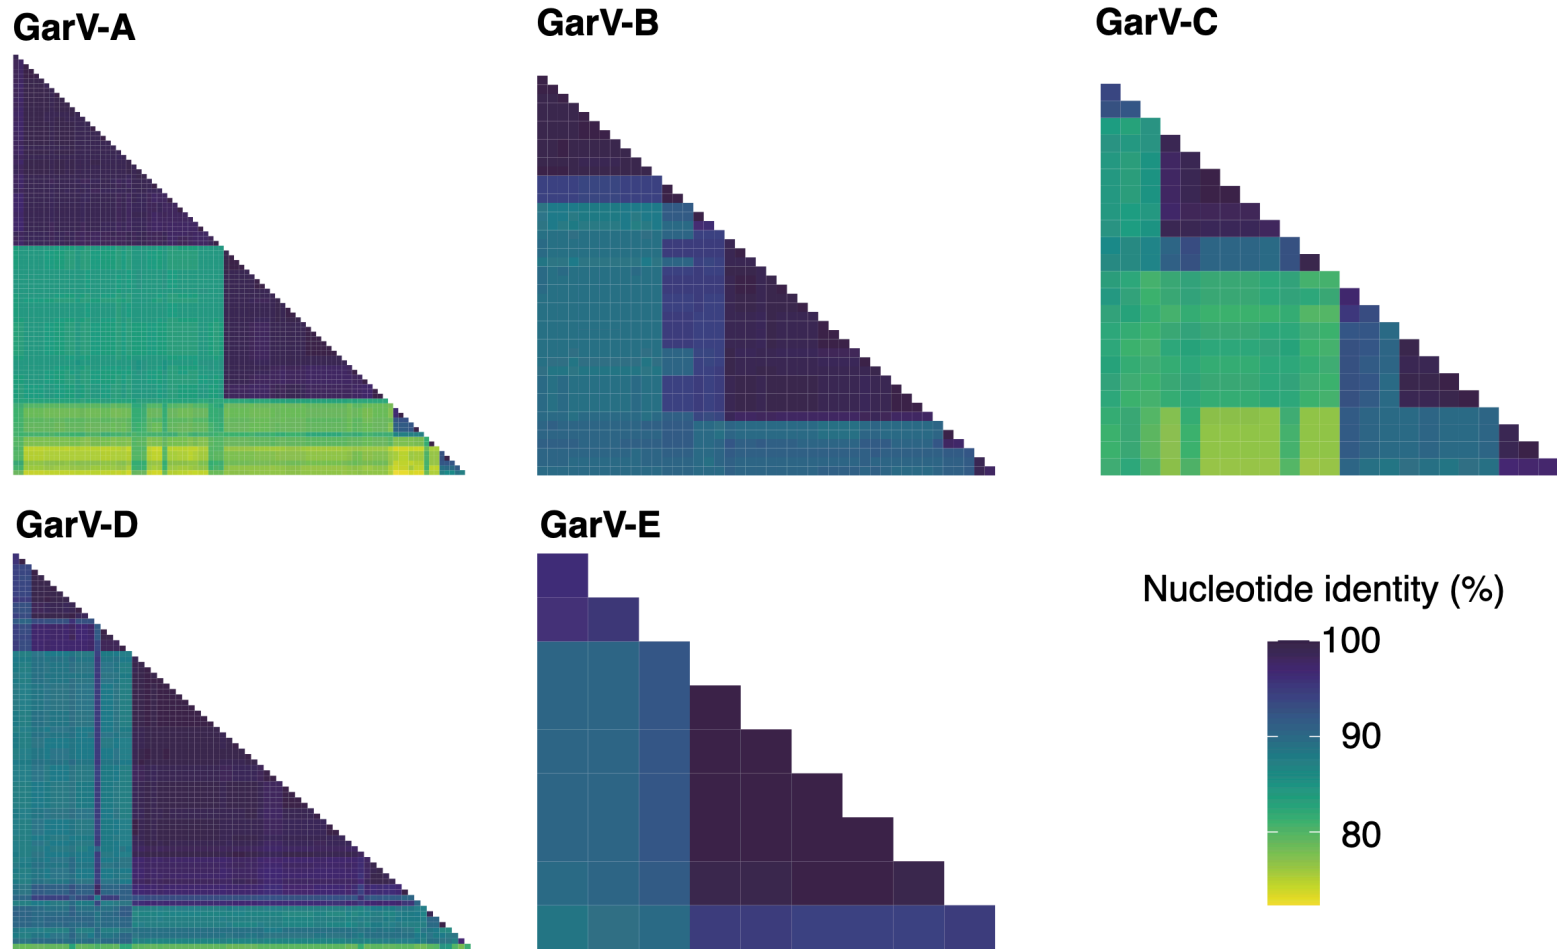 GarV-A
GarV-B
GarV-C
GarV-D
GarV-E
Nucleotide identity (%)
100
90
80